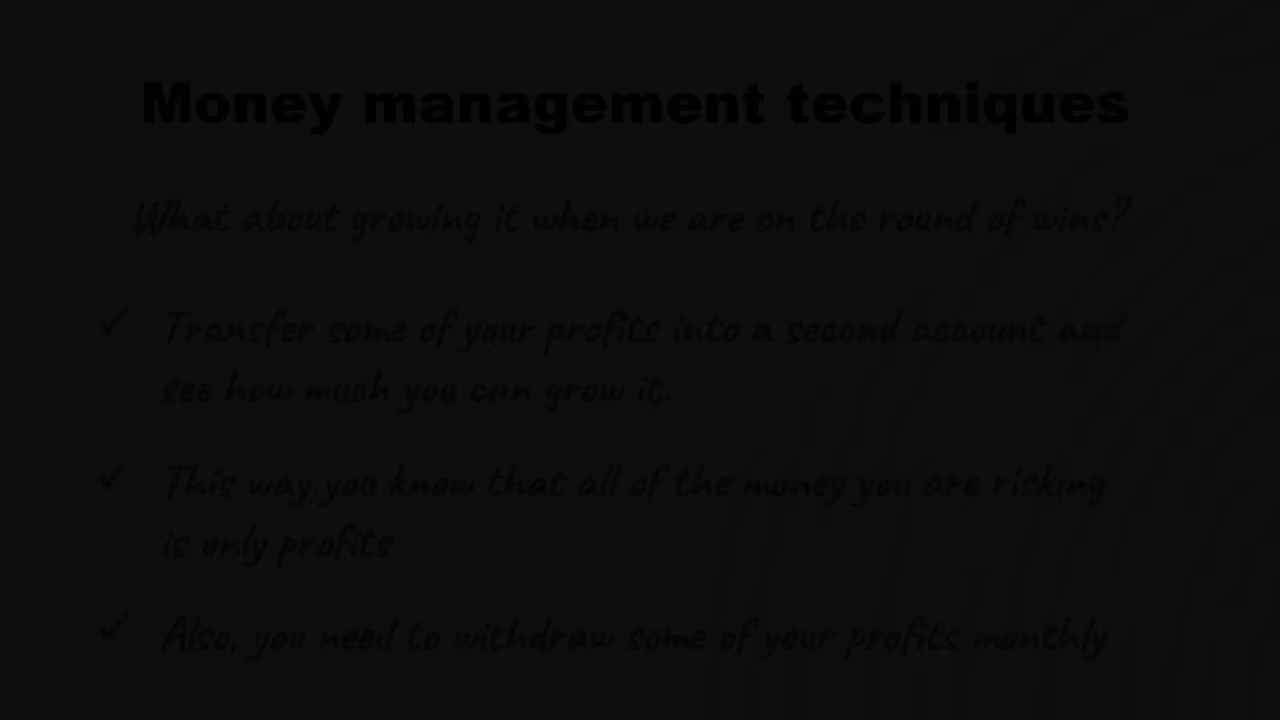 Money management techniques
What about growing it when we are on the round of wins?
✓ Transfer some of your profits into a second account and
see how much you can grow it.
✓ This way you know that all of the money you are risking
is only profits
✓ Also, you need to withdraw some of your profits monthly